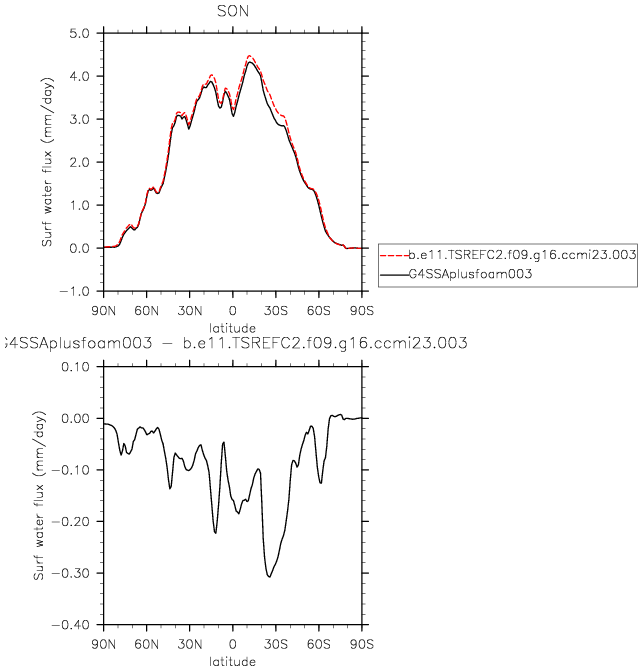 SON
Surf water flux (mm/day)
5.0
4.0
3.0
2.0
1.0
0.0
−1.0
90N 60N 30N 0 30S 60S 90S
latitude
b.e11.TSREFC2.f09.g16.ccmi23.003
G4SSAplusfoam003
G4SSAplusfoam003 − b.e11.TSREFC2.f09.g16.ccmi23.003
Surf water flux (mm/day)
0.10
0.00
−0.10
−0.20
−0.30
−0.40
90N 60N 30N 0 30S 60S 90S
latitude